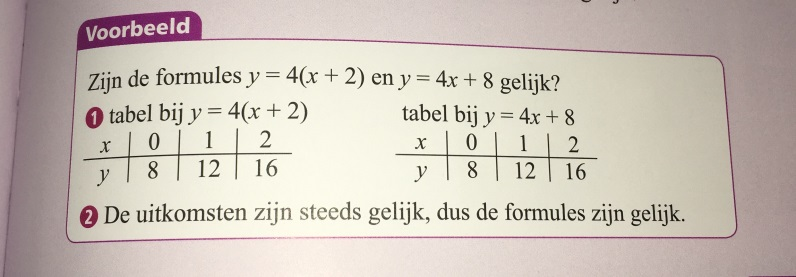 Voorbeeld
Zijn de formules y = 4(x + 2) en y = 4x + 8 gelijk?
1 tabel bij y = 4(x + 2) tabel bij y = 4x + 8
x 0 1 2 x 0 1 2
y 8 12 16 y 8 12 16
2 De uitkomsten zijn steeds gelijk, dus de formules zijn gelijk.